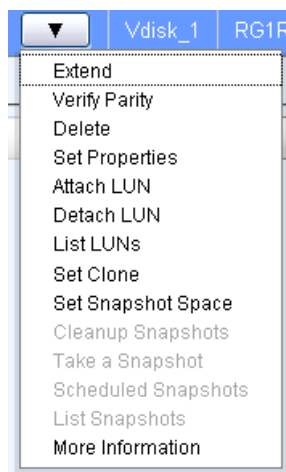 ▼ Vdisk_1 RG1R
Extend
Verify Parity
Delete
Set Properties
Attach LUN
Detach LUN
List LUNs
Set Clone
Set Snapshot Space
Cleanup Snapshots
Take a Snapshot
Scheduled Snapshots
List Snapshots
More Information